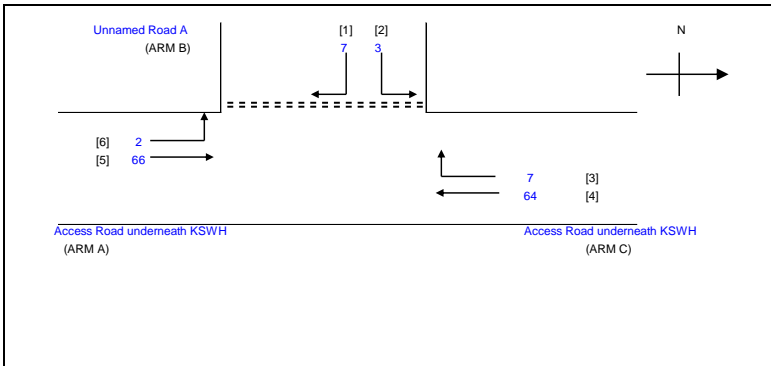 Unnamed Road A [1] [2] N
(ARM B) 7 3
[6] 2
[5] 66
7 [3]
64 [4]
Access Road underneath KSWH Access Road underneath KSWH
(ARM A) (ARM C)